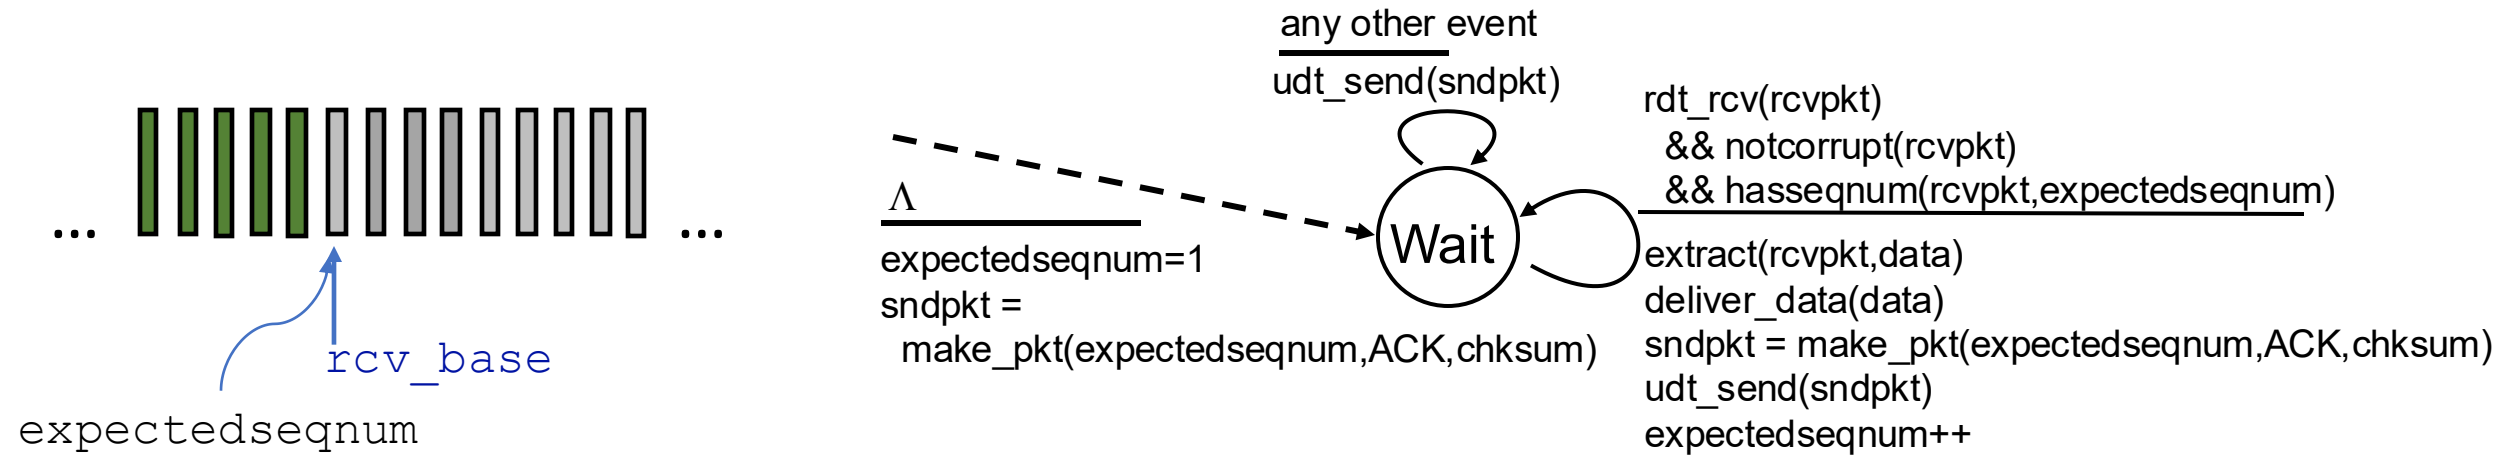 ...
...
rcv_base
expectedseqnum
Λ
expectedseqnum=1
sndpkt =
make_pkt(expectedseqnum,ACK,chksum)
any other event
udt_send(sndpkt)
Wait
rdt_rcv(rcvpkt)
&& notcorrupt(rcvpkt)
&& hasseqnum(rcvpkt,expectedseqnum)
extract(rcvpkt,data)
deliver_data(data)
sndpkt = make_pkt(expectedseqnum,ACK,chksum)
udt_send(sndpkt)
expectedseqnum++